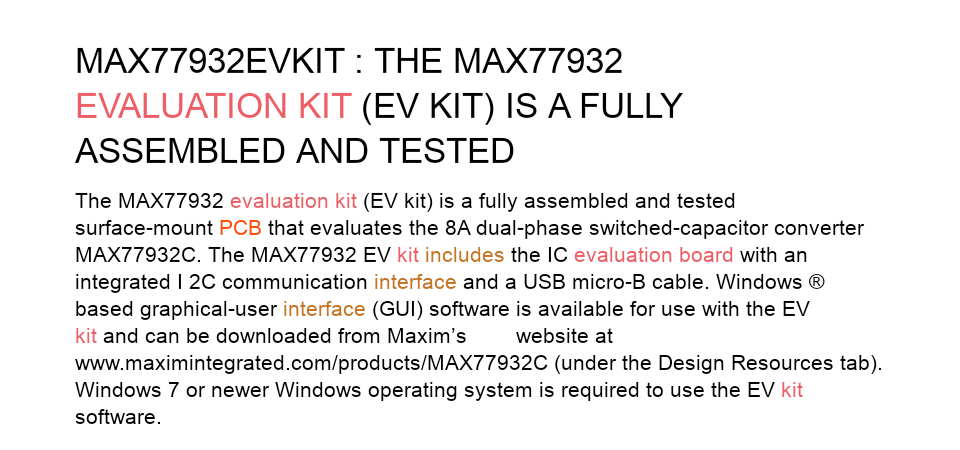 MAX77932EVKIT : THE MAX77932
EVALUATION KIT (EV KIT) IS A FULLY
ASSEMBLED AND TESTED
The MAX77932 evaluation kit (EV kit) is a fully assembled and tested
surface-mount PCB that evaluates the 8A dual-phase switched-capacitor converter
MAX77932C. The MAX77932 EV kit includes the IC evaluation board with an
integrated I 2C communication interface and a USB micro-B cable. Windows ®
based graphical-user interface (GUI) software is available for use with the EV
kit and can be downloaded from Maxim’s website at
www.maximintegrated.com/products/MAX77932C (under the Design Resources tab).
Windows 7 or newer Windows operating system is required to use the EV kit
software.